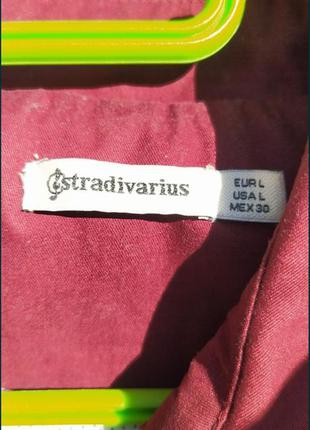 stradivarius
EUR L
USA L
MEX 30